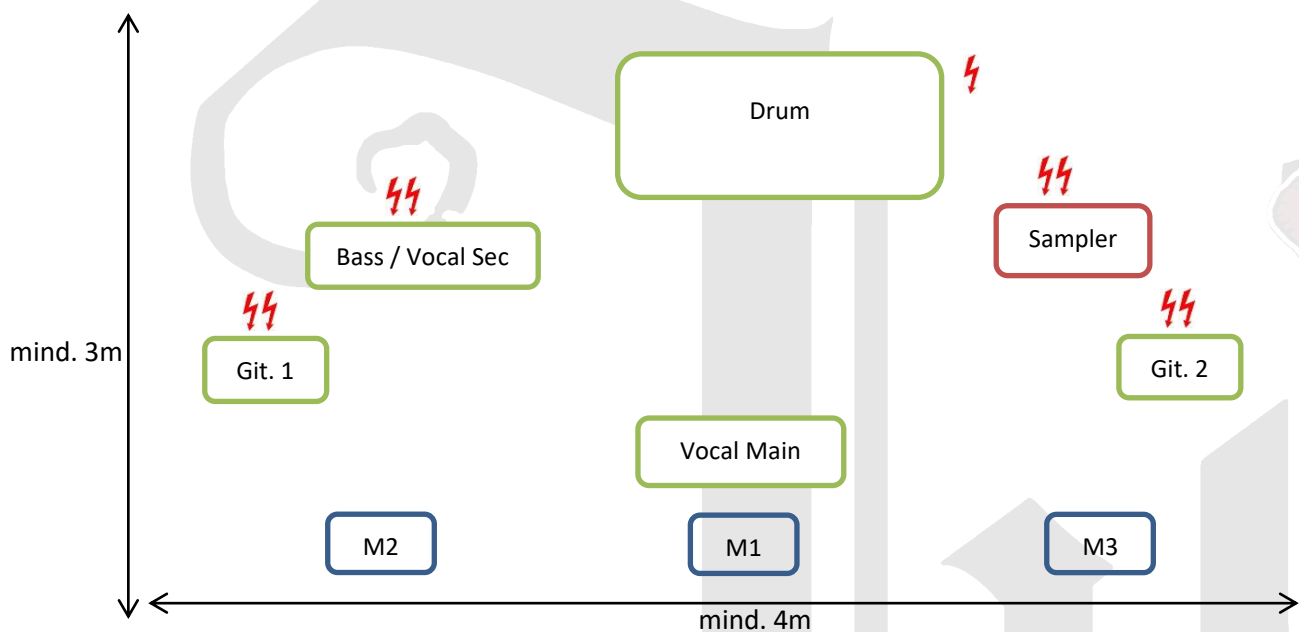 Drum
Sampler
Bass / Vocal Sec
mind. 3m
Git. 1
Git. 2
Vocal Main
M2
M1
M3
mind. 4m